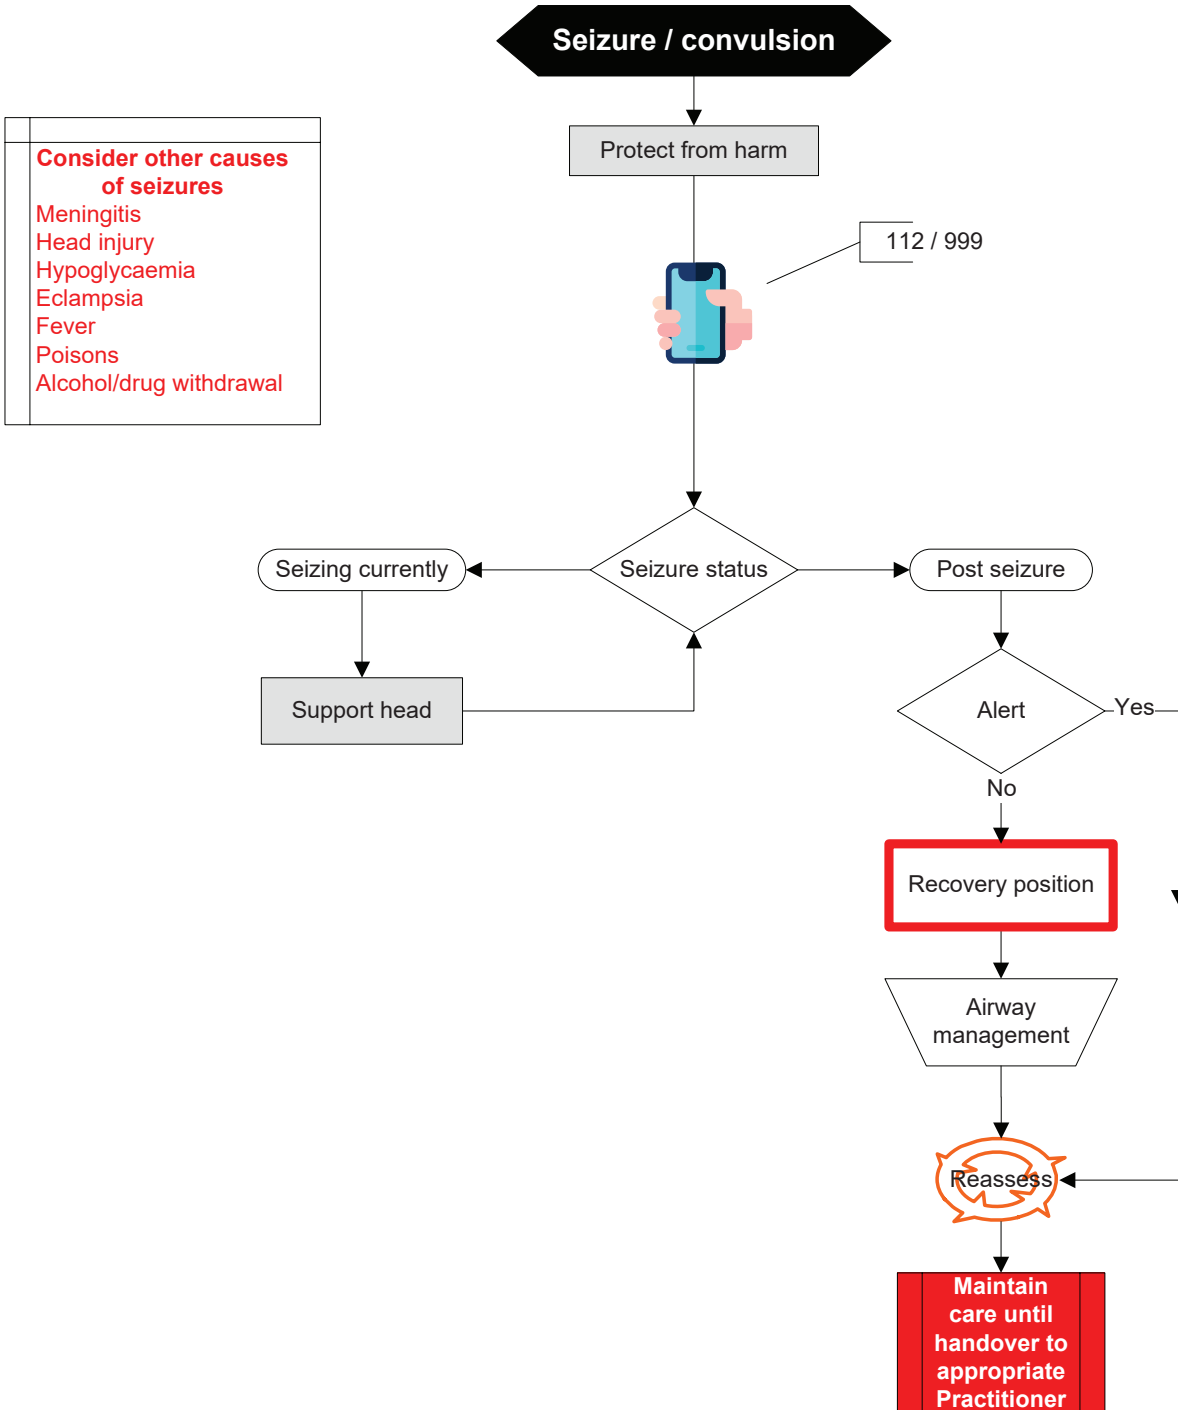 Seizure / convulsion
Protect from harm
Consider other causes
of seizures
Meningitis
Head injury
Hypoglycaemia
Eclampsia
Fever
Poisons
Alcohol/drug withdrawal
112 / 999
Seizing currently
Seizure status
Post seizure
Support head
Alert
Yes
No
Recovery position
Airway
management
Reassess
Maintain
care until
handover to
appropriate
Practitioner